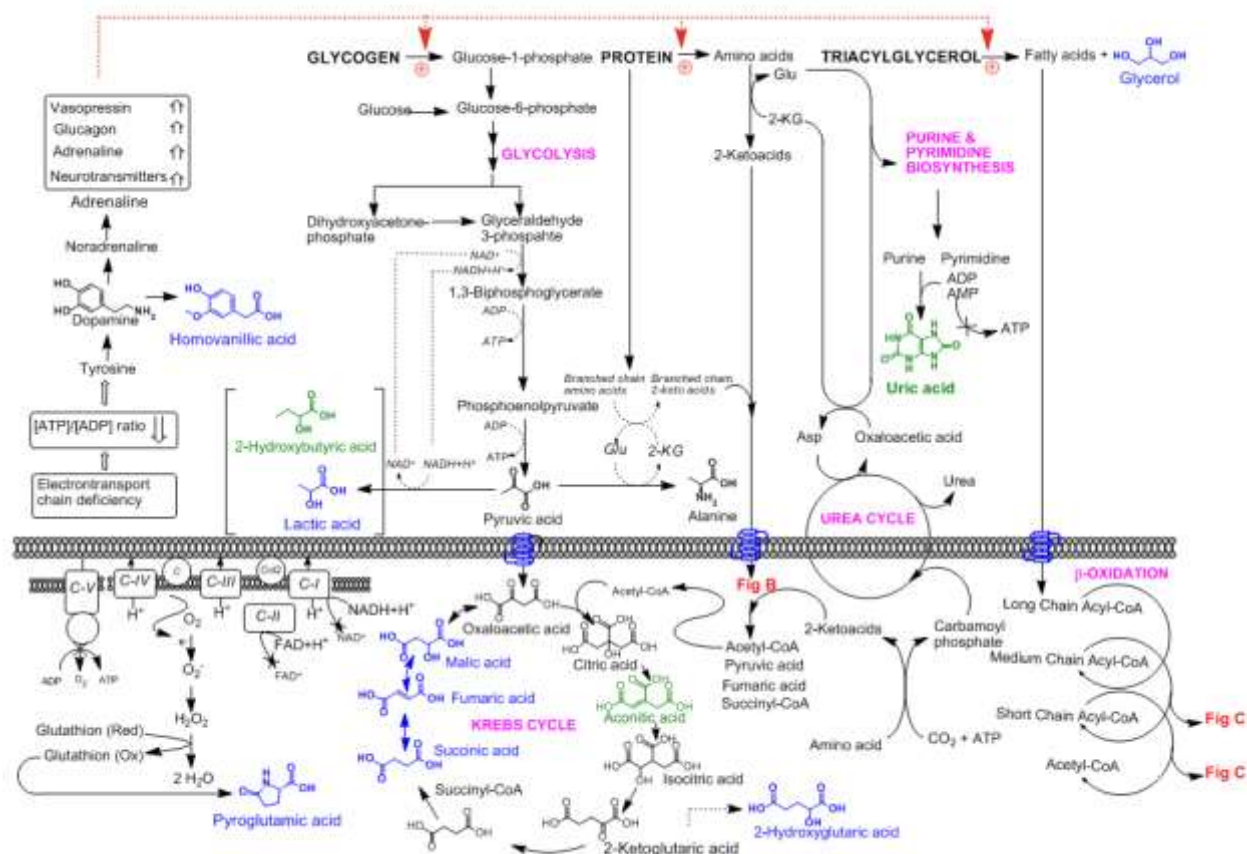 GLYCOGEN
Glucose-1-phosphate
PROTEIN
Amino acids
TRIACYLGLYCEROL
Fatty acids +
HO
OH
OH
Glycerol
Vasopressin
Glucagon
Adrenaline
Neurotransmitters
Glucose
Glucose-6-phosphate
Glu
2-KG
2-Ketoacids
GLYCOLYSIS
PURINE &
PYRIMIDINE
BIOSYNTHESIS
Adrenaline
Noradrenaline
Dopamine
Homovanillic acid
Tyrosine
[ATP]/[ADP] ratio
Electrontransport
chain deficiency
Dihydroxyacetone-
phosphate
Glyceraldehyde
3-phospahte
NAD+
NADH+H+
1,3-Biphosphoglycerate
ADP
ATP
Purine
Pyrimidine
ADP
AMP
ATP
Uric acid
Branched chain
amino acids
Branched chain
2-keto acids
Phosphoenolpyruvate
ADP
ATP
Glu
2-KG
Asp
Oxaloacetic acid
2-Hydroxybutyric acid
NAD+
NADH+H+
Lactic acid
Pyruvic acid
Alanine
Urea
UREA CYCLE
C-V
C-IV
C
C-III
CoQ
C-I
H+
H+
H+
C-II
NADH+H+
NAD+
FAD+H+
FAD+
O2
e-
O2-
H2O2
2 H2O
ADP
ATP
Glutathion (Red)
Glutathion (Ox)
Pyroglutamic acid
Oxaloacetic acid
Acetyl-CoA
Malic acid
Citric acid
Fumaric acid
Aconitic acid
KREBS CYCLE
Succinic acid
Isocitric acid
Succinyl-CoA
2-Ketoglutaric acid
2-Hydroxyglutaric acid
Fig B
Acetyl-CoA
Pyruvic acid
Fumaric acid
Succinyl-CoA
2-Ketoacids
Carbamoyl
phosphate
Amino acid
CO2 + ATP
β-OXIDATION
Long Chain Acyl-CoA
Medium Chain Acyl-CoA
Short Chain Acyl-CoA
Acetyl-CoA
Fig C
Fig C